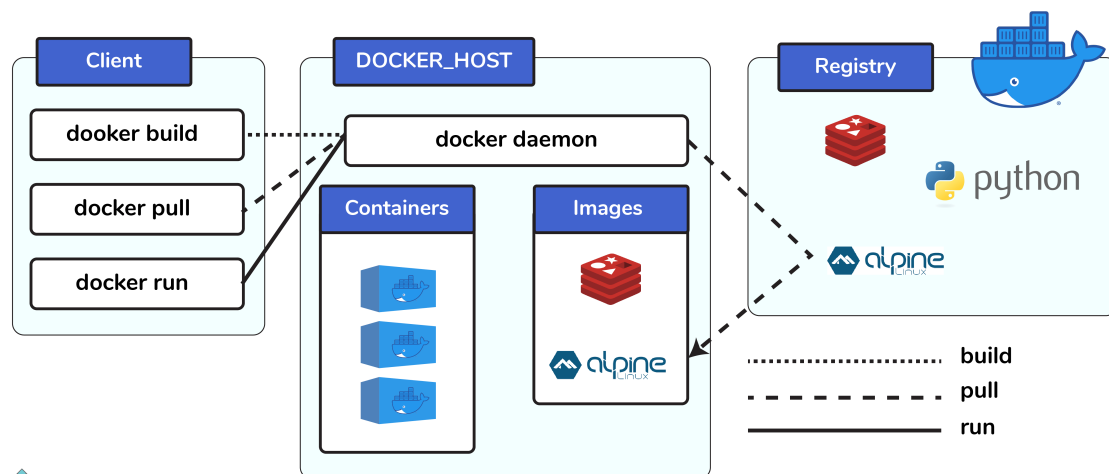 Client
DOCKER_HOST
Registry
dooker build
docker daemon
docker pull
docker run
Containers
Images
python
alpine
Linux
alpine
Linux
build
pull
run